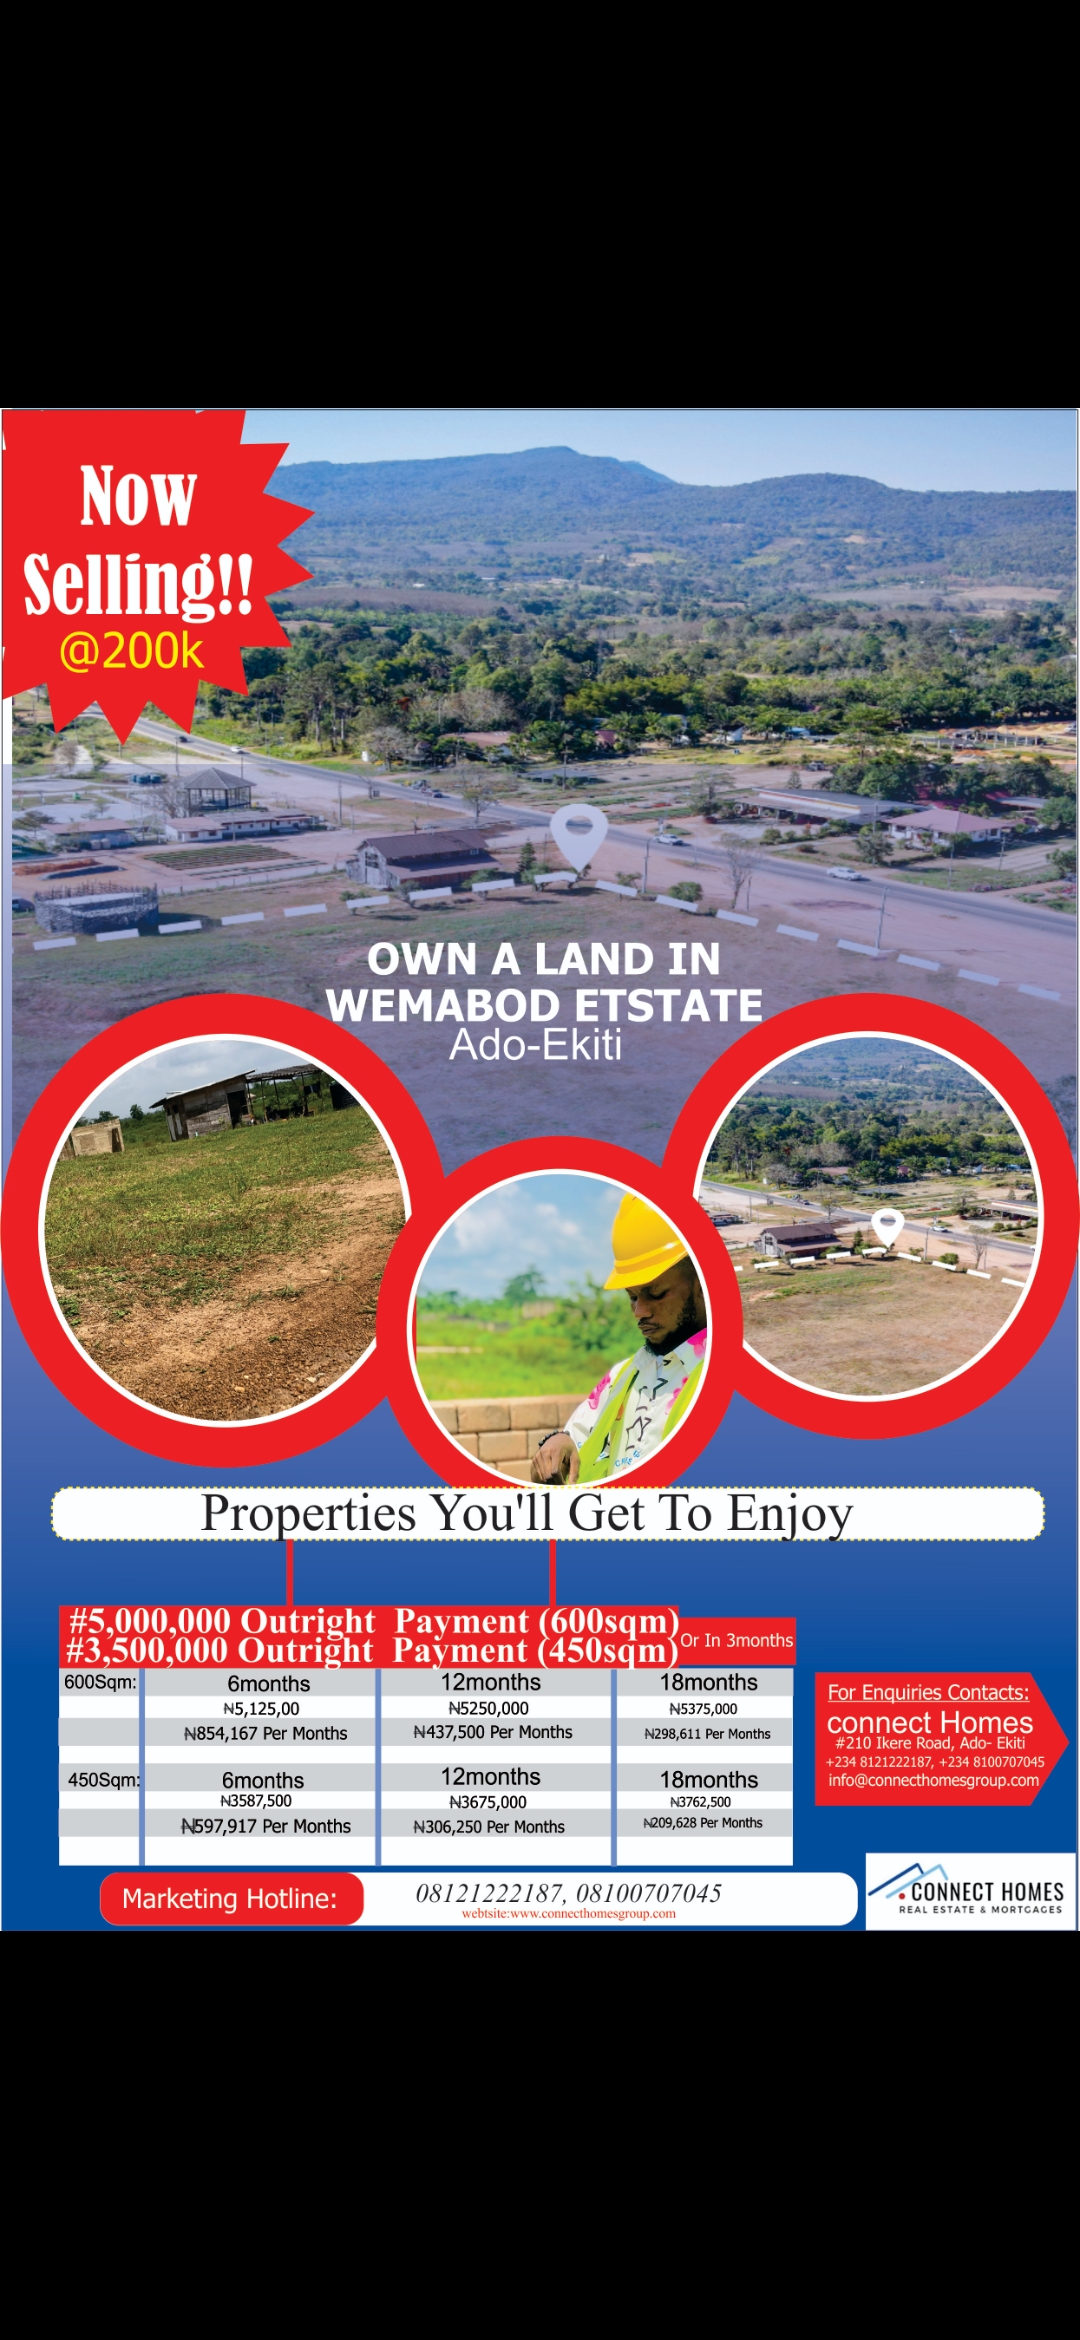 Now
Selling!!
@200k
OWN A LAND IN
WEMABOD ETSTATE
Ado-Ekiti
Properties You'll Get To Enjoy
#5,000,000 Outright Payment (600sqm)
#3,500,000 Outright Payment (450sqm)
Or In 3months
600Sqm: 6months 12months 18months
₦5,125,00 ₦5250,000 ₦5375,000
₦854,167 Per Months ₦437,500 Per Months ₦298,611 Per Months
450Sqm: 6months 12months 18months
₦3587,500 ₦3675,000 ₦3762,500
₦597,917 Per Months ₦306,250 Per Months ₦209,628 Per Months
For Enquiries Contacts:
connect Homes
#210 Ikere Road, Ado- Ekiti
+234 8121222187, +234 8100707045
info@connecthomesgroup.com
Marketing Hotline: 08121222187, 08100707045
webtsite:www.connecthomesgroup.com
CONNECT HOMES
REAL ESTATE & MORTGAGES